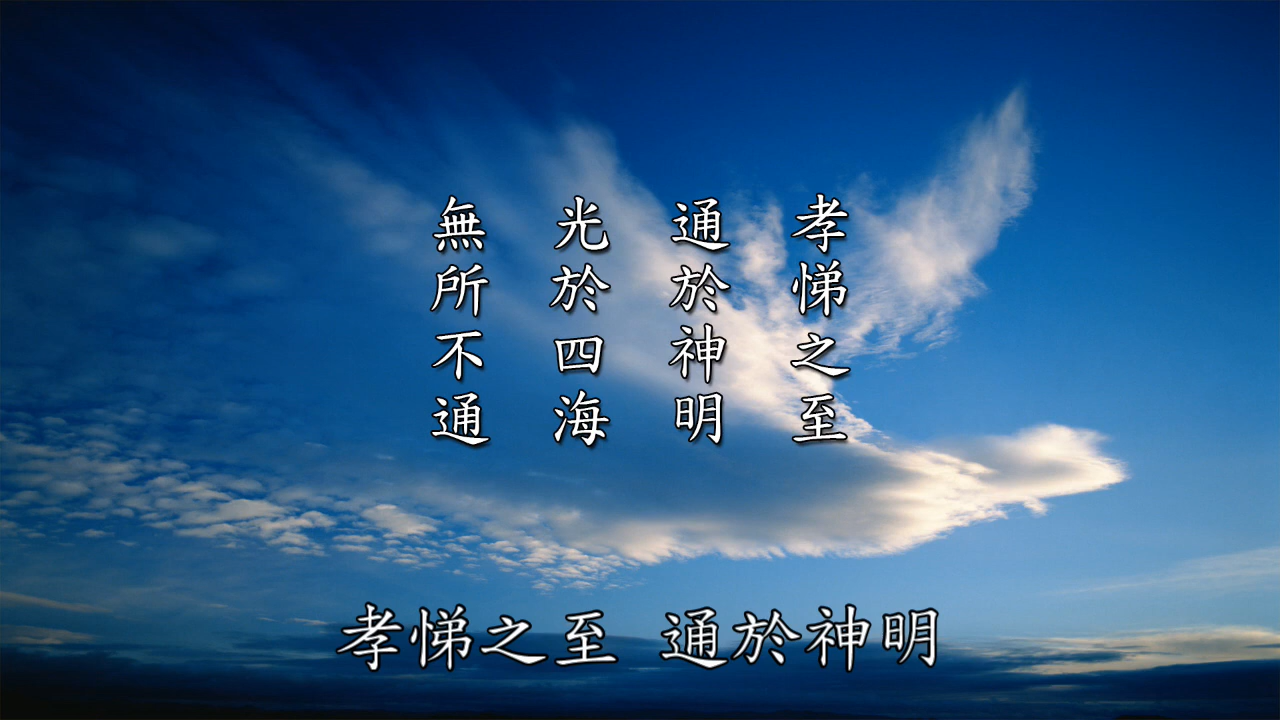 孝悌之至
通於神明
光於四海
無所不通
孝悌之至 通於神明